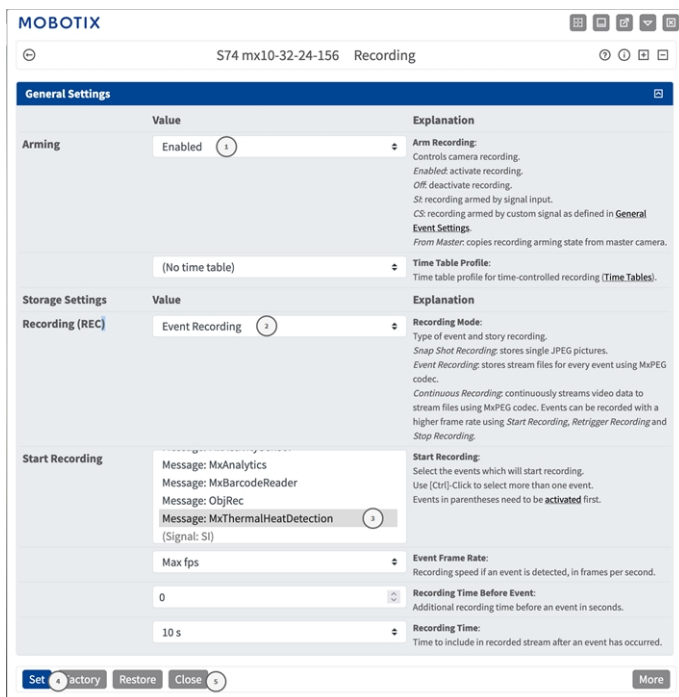 MOBOTIX
S74 mx10-32-24-156 Recording
General Settings
Value Explanation
Arming Enabled 1 Arm Recording:
Controls camera recording.
Enabled: activate recording.
Off: deactivate recording.
SI: recording armed by signal input.
CS: recording armed by custom signal as defined in General
Event Settings.
From Master: copies recording arming state from master camera.
(No time table) Time Table Profile:
Time table profile for time-controlled recording (Time Tables).
Storage Settings Value Explanation
Recording (REC) Event Recording 2 Recording Mode:
Type of event and story recording.
Snap Shot Recording: stores single JPEG pictures.
Event Recording: stores stream files for every event using MxPEG
codec.
Continuous Recording: continuously streams video data to
stream files using MxPEG codec. Events can be recorded with a
higher frame rate using Start Recording, Retrigger Recording and
Stop Recording.
Start Recording Start Recording:
Message: MxAnalytics Select the events which will start recording.
Message: MxBarcodeReader Use [Ctrl]-Click to select more than one event.
Message: ObjRec Events in parentheses need to be activated first.
Message: MxThermalHeatDetection 3
(Signal: SI)
Max fps Event Frame Rate:
Recording speed if an event is detected, in frames per second.
0 Recording Time Before Event:
Additional recording time before an event in seconds.
10 s Recording Time:
Time to include in recorded stream after an event has occurred.
Set 4 actory Restore Close 5 More